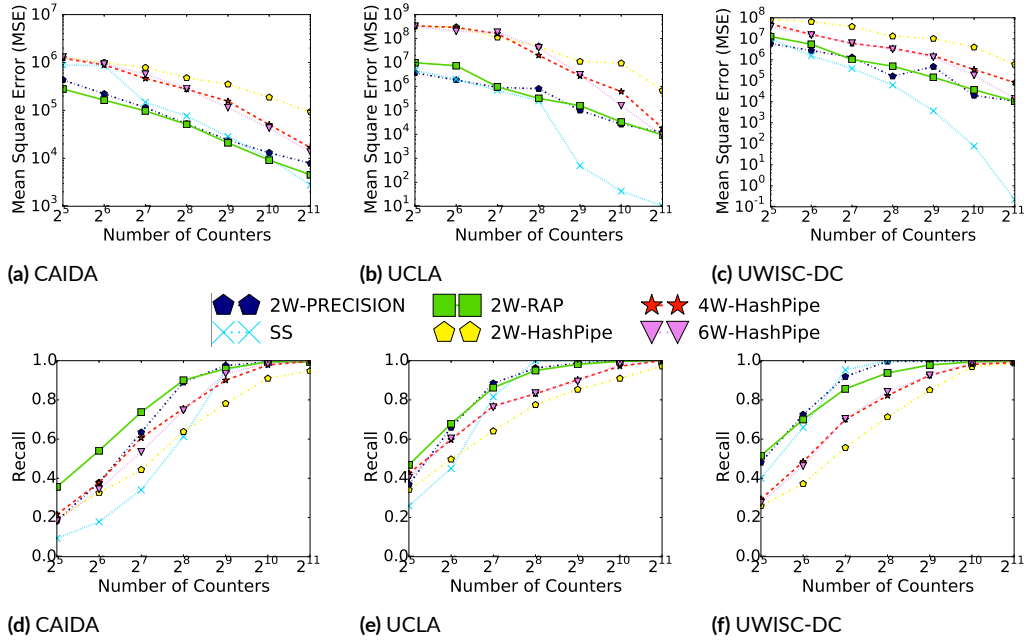 Mean Square Error (MSE)
10^7
10^6
10^5
10^4
10^3
2^5 2^6 2^7 2^8 2^9 2^10 2^11
Number of Counters
(a) CAIDA
Mean Square Error (MSE)
10^9
10^8
10^7
10^6
10^5
10^4
10^3
10^2
10^1
2^5 2^6 2^7 2^8 2^9 2^10 2^11
Number of Counters
(b) UCLA
Mean Square Error (MSE)
10^8
10^7
10^6
10^5
10^4
10^3
10^2
10^1
10^0
10^-1
2^5 2^6 2^7 2^8 2^9 2^10 2^11
Number of Counters
(c) UWISC-DC
2W-PRECISION 2W-RAP 4W-HashPipe
SS 2W-HashPipe 6W-HashPipe
Recall
1.0
0.8
0.6
0.4
0.2
0.0
2^5 2^6 2^7 2^8 2^9 2^10 2^11
Number of Counters
(d) CAIDA
Recall
1.0
0.8
0.6
0.4
0.2
0.0
2^5 2^6 2^7 2^8 2^9 2^10 2^11
Number of Counters
(e) UCLA
Recall
1.0
0.8
0.6
0.4
0.2
0.0
2^5 2^6 2^7 2^8 2^9 2^10 2^11
Number of Counters
(f) UWISC-DC